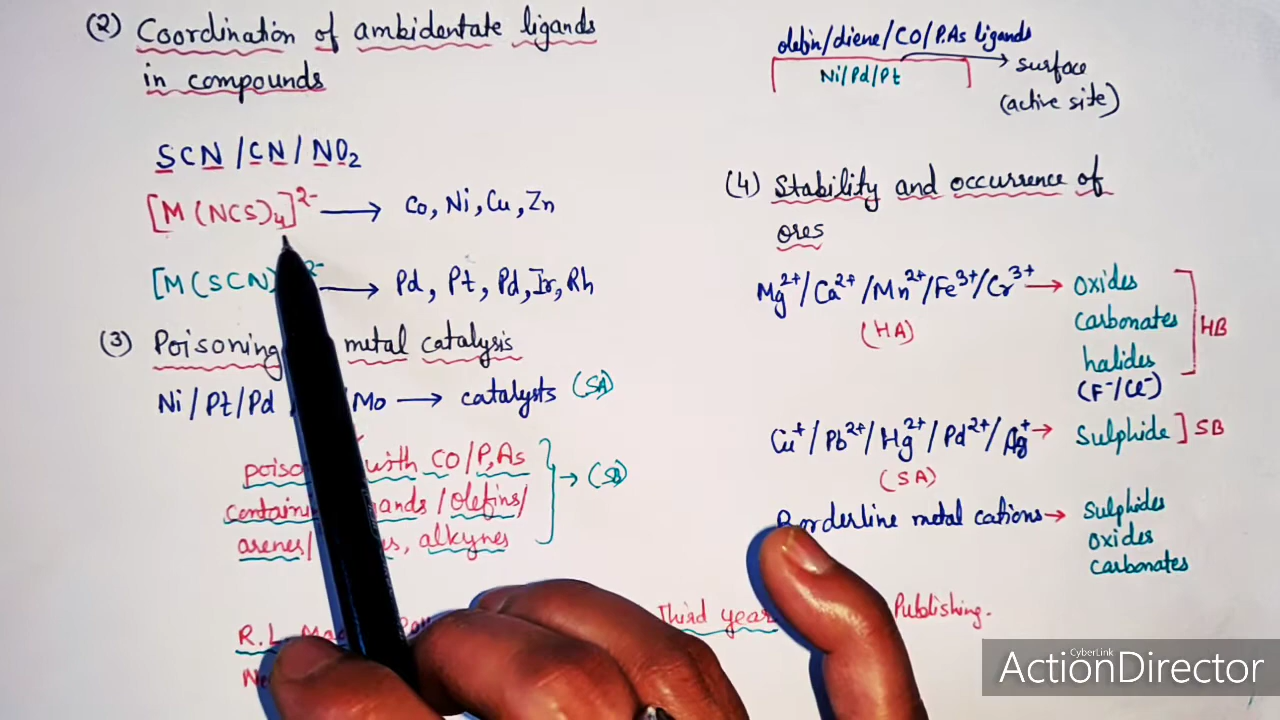 (2) Coordination of ambidentate ligands
in compounds
SCN / CN / NO₂
[M(NCS)₄]²⁻ → Co, Ni, Cu, Zn
[M(SCN) 2- → Pd, Pt, Pd, Ir, Rh
(3) Poisoning metal catalysis
Ni / Pt / Pd /Mo → catalysts (SA)
with CO/P, As
/ olefins/
arenes/ , alkynes
olefin/diene/CO/P.As ligands
Ni/Pd/Pt → surface
(active site)
(4) Stability and occurrence of
ores
Mg²⁺/Ca²⁺/Mn²⁺/Fe³⁺/Cr³⁺ → oxides
(HA) carbonates HB
halides
(F⁻/Cl⁻)
Cu⁺/Pb²⁺/Hg²⁺/Pd²⁺/Ag⁺ → Sulphide ] SB
(SA)
Borderline metal cations → Sulphides
oxides
carbonates
R.L. Third year Publishing.
CyberLink
ActionDirector